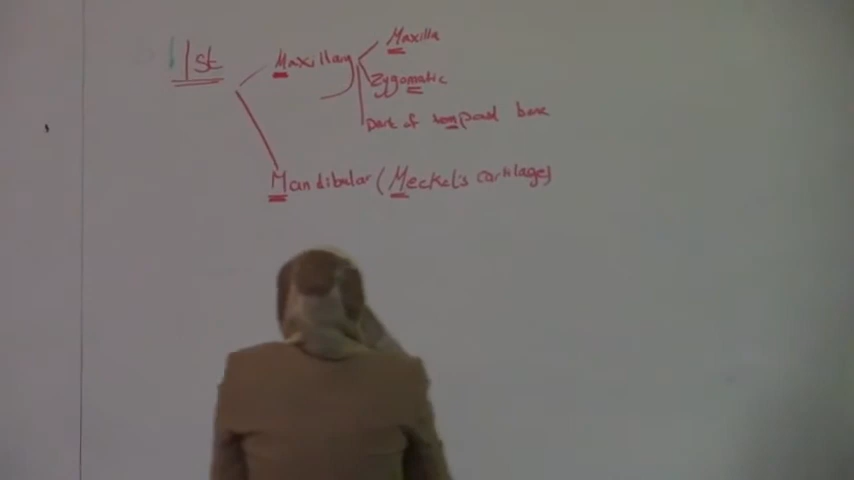 1st
Maxillary
Maxilla
Zygomatic
Part of temporal bone
Mandibular (Meckel's cartilage)